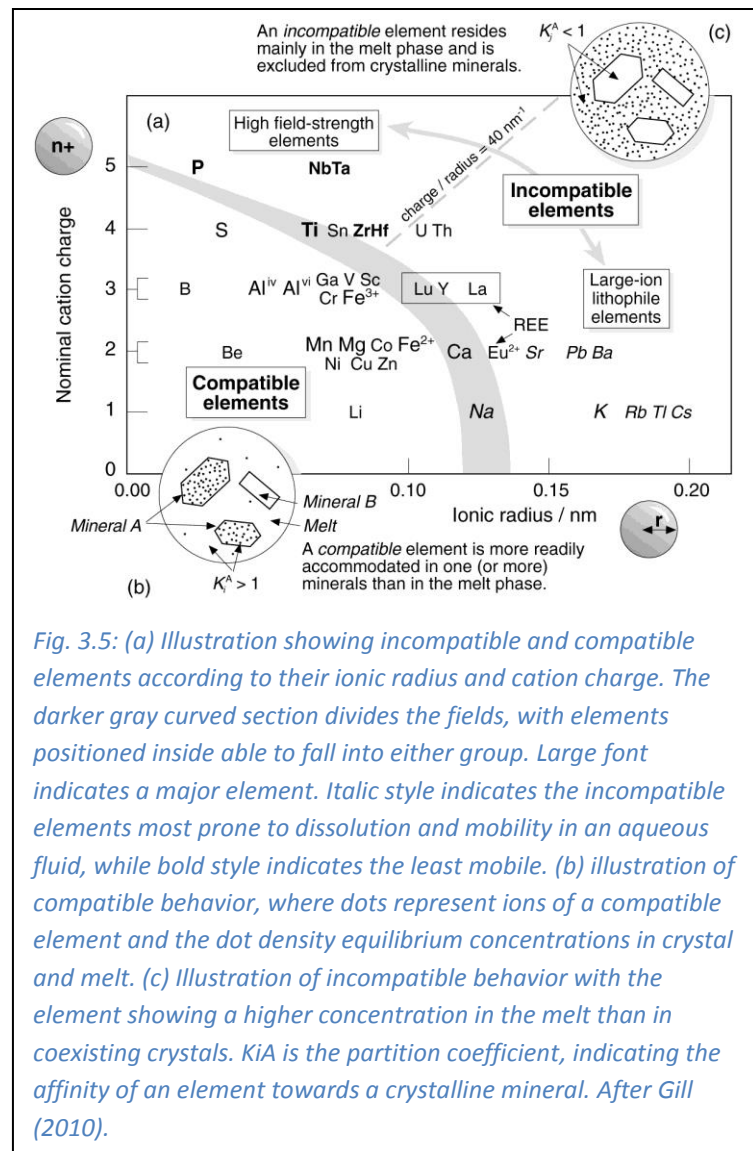 An incompatible element resides
mainly in the melt phase and is
excluded from crystalline minerals.
K_j^A < 1
(c)
(a)
High field-strength
elements
charge / radius = 40 nm⁻¹
n+
5
P
NbTa
Incompatible
elements
4
S
Ti Sn ZrHf
U Th
Nominal cation charge
3
B
Al^iv Al^vi Ga V Sc
Cr Fe³⁺
Lu Y La
Large-ion
lithophile
elements
REE
2
Be
Mn Mg Co Fe²⁺
Ni Cu Zn
Ca
Eu²⁺ Sr
Pb Ba
Compatible
elements
1
Li
Na
K
Rb Tl Cs
0
0.00
0.10
0.15
0.20
Ionic radius / nm
r
Mineral B
Mineral A
Melt
K_i^A > 1
A compatible element is more readily
accommodated in one (or more)
minerals than in the melt phase.
(b)
Fig. 3.5: (a) Illustration showing incompatible and compatible
elements according to their ionic radius and cation charge. The
darker gray curved section divides the fields, with elements
positioned inside able to fall into either group. Large font
indicates a major element. Italic style indicates the incompatible
elements most prone to dissolution and mobility in an aqueous
fluid, while bold style indicates the least mobile. (b) illustration of
compatible behavior, where dots represent ions of a compatible
element and the dot density equilibrium concentrations in crystal
and melt. (c) Illustration of incompatible behavior with the
element showing a higher concentration in the melt than in
coexisting crystals. KiA is the partition coefficient, indicating the
affinity of an element towards a crystalline mineral. After Gill
(2010).